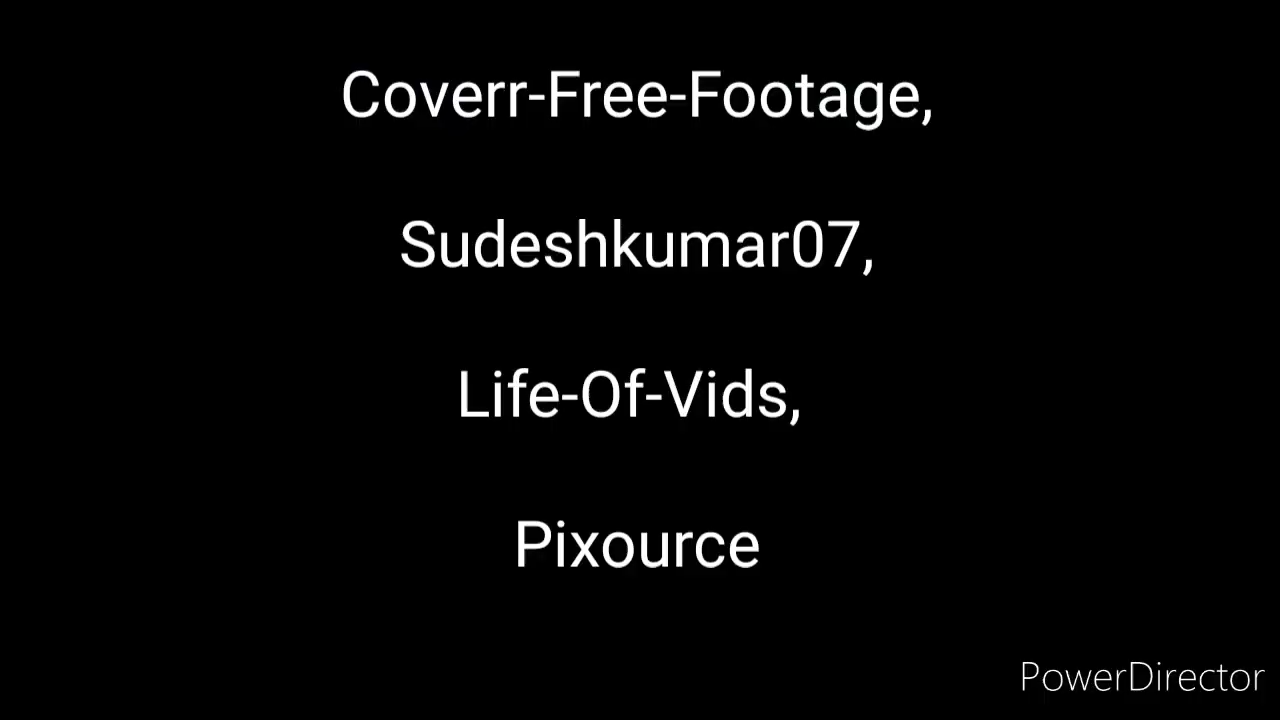 Coverr-Free-Footage,
Sudeshkumar07,
Life-Of-Vids,
Pixource
PowerDirector